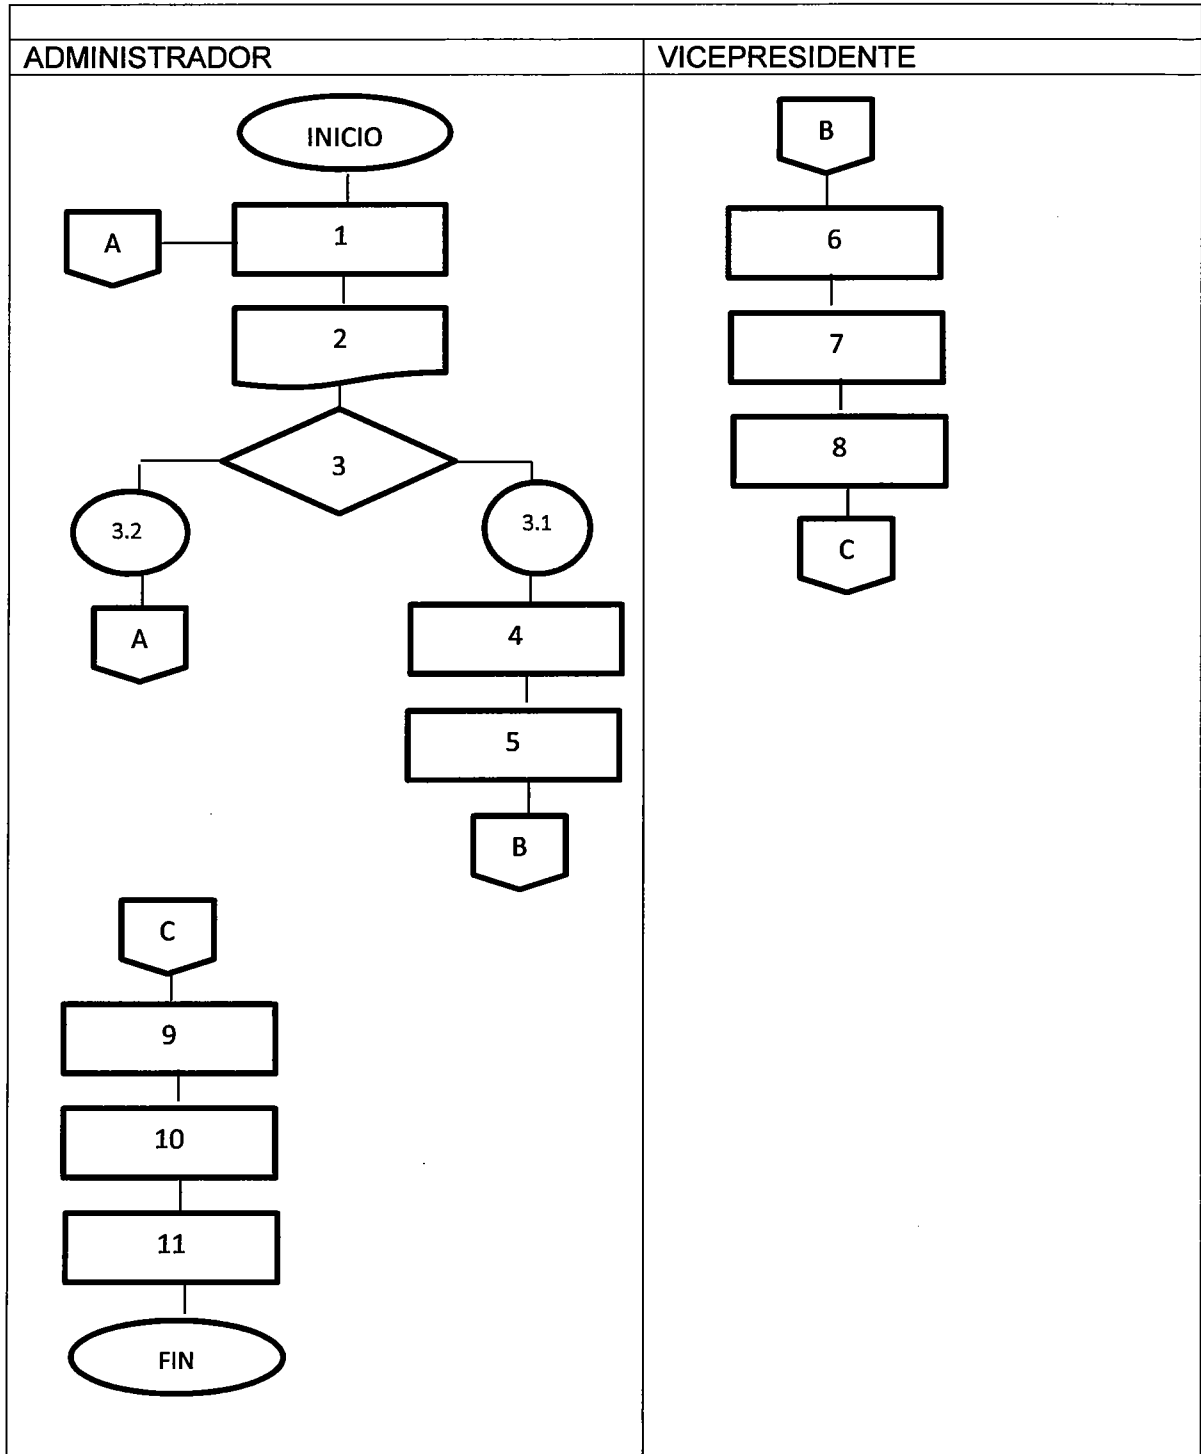 ADMINISTRADOR
VICEPRESIDENTE
INICIO
A
1
2
3
3.2
3.1
A
4
5
B
C
9
10
11
FIN
B
6
7
8
C